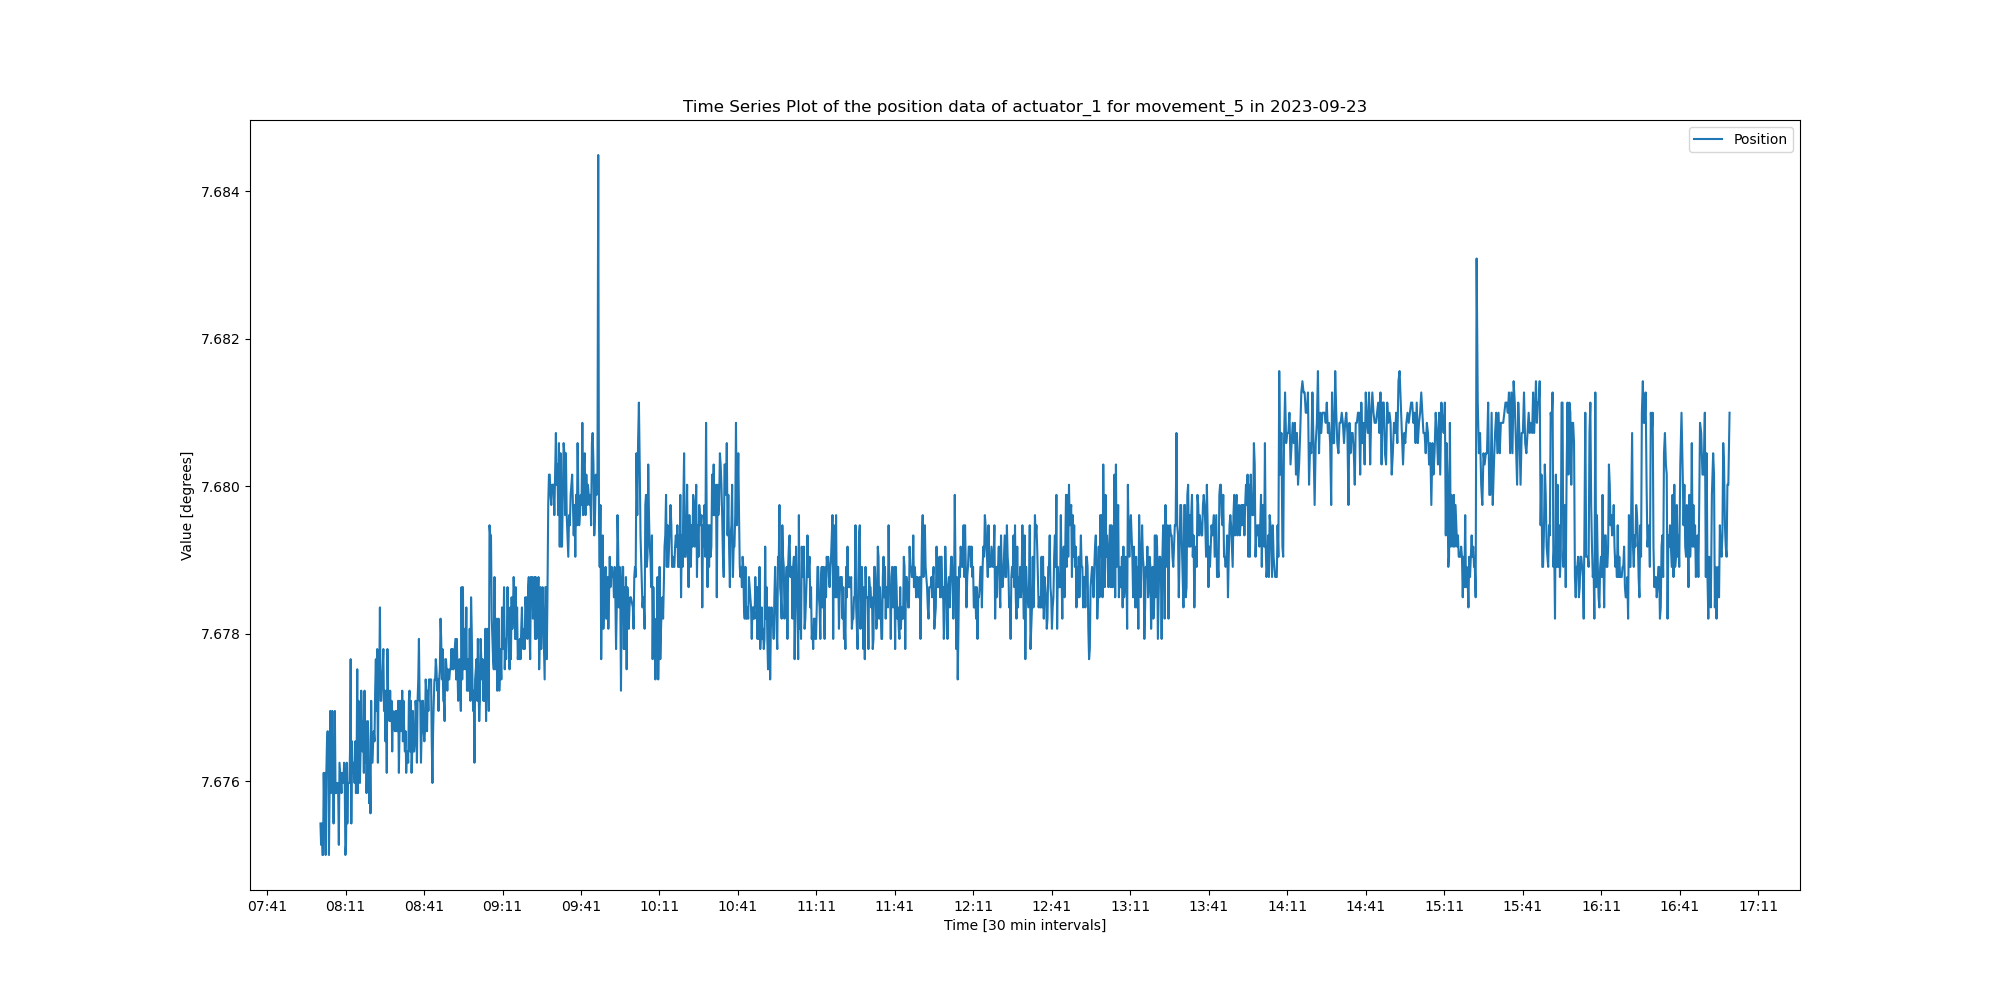 Time Series Plot of the position data of actuator_1 for movement_5 in 2023-09-23
Position
7.684
7.682
7.680
7.678
7.676
Value [degrees]
07:41 08:11 08:41 09:11 09:41 10:11 10:41 11:11 11:41 12:11 12:41 13:11 13:41 14:11 14:41 15:11 15:41 16:11 16:41 17:11
Time [30 min intervals]